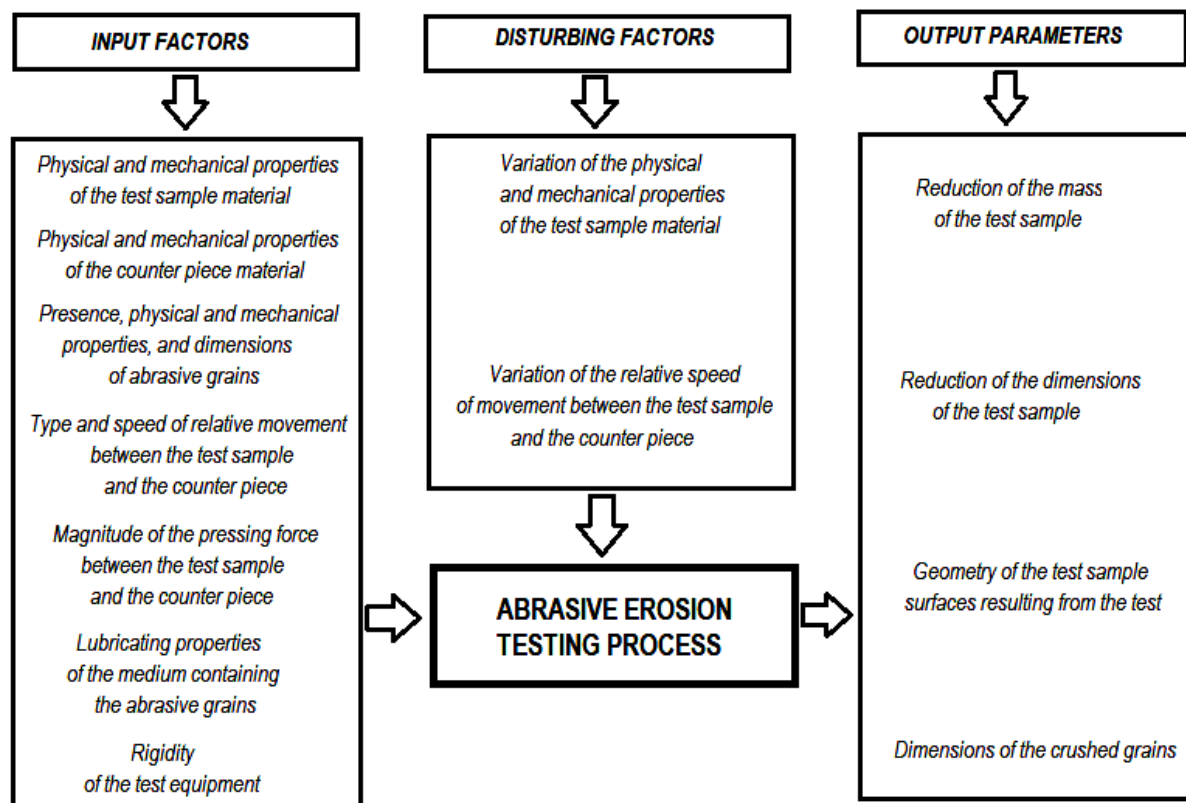 INPUT FACTORS
Physical and mechanical properties
of the test sample material
Physical and mechanical properties
of the counter piece material
Presence, physical and mechanical
properties, and dimensions
of abrasive grains
Type and speed of relative movement
between the test sample
and the counter piece
Magnitude of the pressing force
between the test sample
and the counter piece
Lubricating properties
of the medium containing
the abrasive grains
Rigidity
of the test equipment
DISTURBING FACTORS
Variation of the physical
and mechanical properties
of the test sample material
Variation of the relative speed
of movement between the test sample
and the counter piece
ABRASIVE EROSION
TESTING PROCESS
OUTPUT PARAMETERS
Reduction of the mass
of the test sample
Reduction of the dimensions
of the test sample
Geometry of the test sample
surfaces resulting from the test
Dimensions of the crushed grains